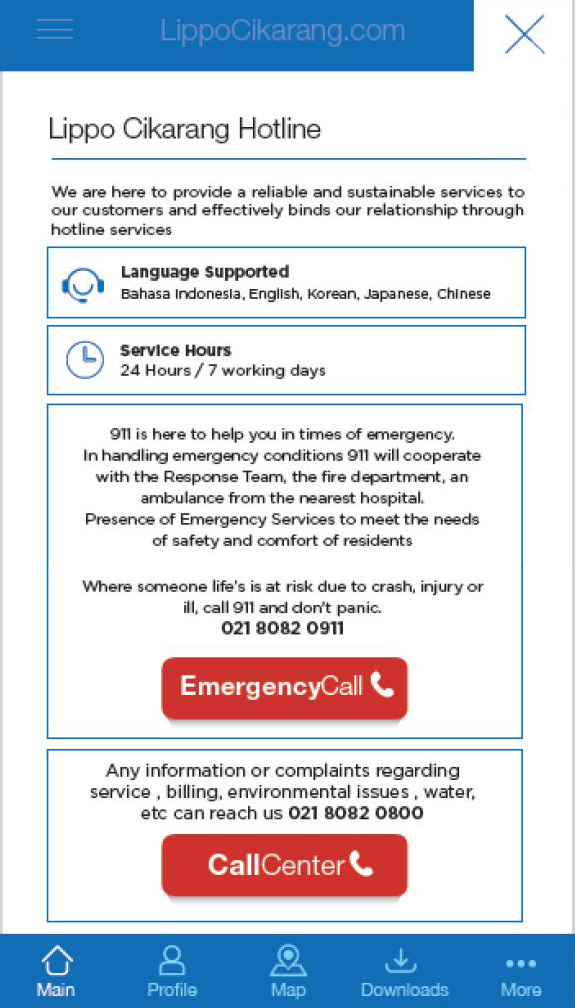 LippoCikarang.com
Lippo Cikarang Hotline
We are here to provide a reliable and sustainable services to
our customers and effectively binds our relationship through
hotline services
Language Supported
Bahasa Indonesia, English, Korean, Japanese, Chinese
Service Hours
24 Hours / 7 working days
911 is here to help you in times of emergency.
In handling emergency conditions 911 will cooperate
with the Response Team, the fire department, an
ambulance from the nearest hospital.
Presence of Emergency Services to meet the needs
of safety and comfort of residents
Where someone life's is at risk due to crash, injury or
ill, call 911 and don't panic.
021 8082 0911
EmergencyCall
Any information or complaints regarding
service , billing, environmental issues , water,
etc can reach us 021 8082 0800
CallCenter
Main Profile Map Downloads More